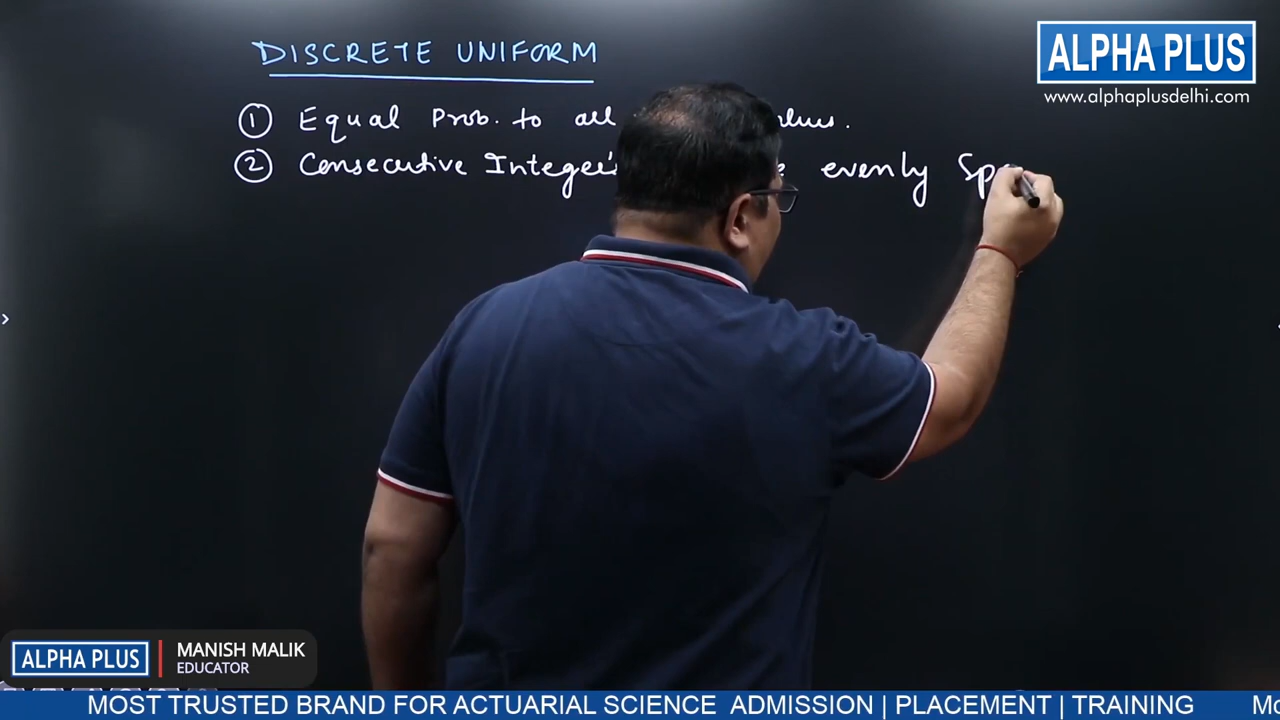 DISCRETE UNIFORM
① Equal Prob. to all
② Consecutive evenly
ALPHA PLUS
www.alphaplusdelhi.com
ALPHA PLUS
MANISH MALIK
EDUCATOR
MOST TRUSTED BRAND FOR ACTUARIAL SCIENCE ADMISSION | PLACEMENT | TRAINING